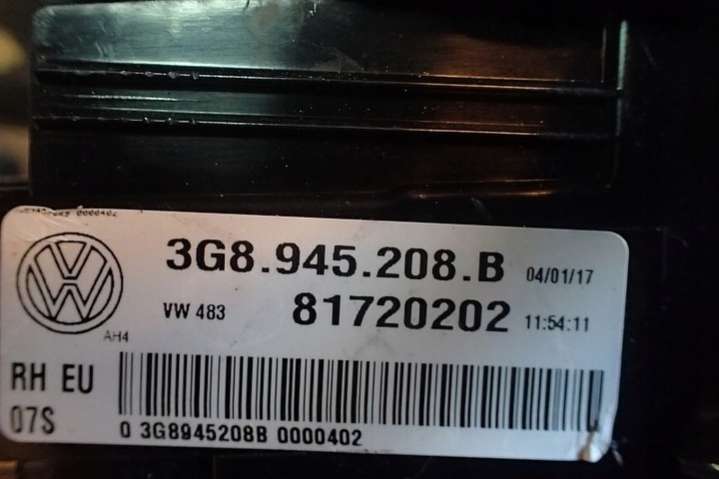 3G8.945.208.B 04/01/17
VW 483 81720202 11:54:11
AH4
RH EU
07S
0 3G8945208B 0000402